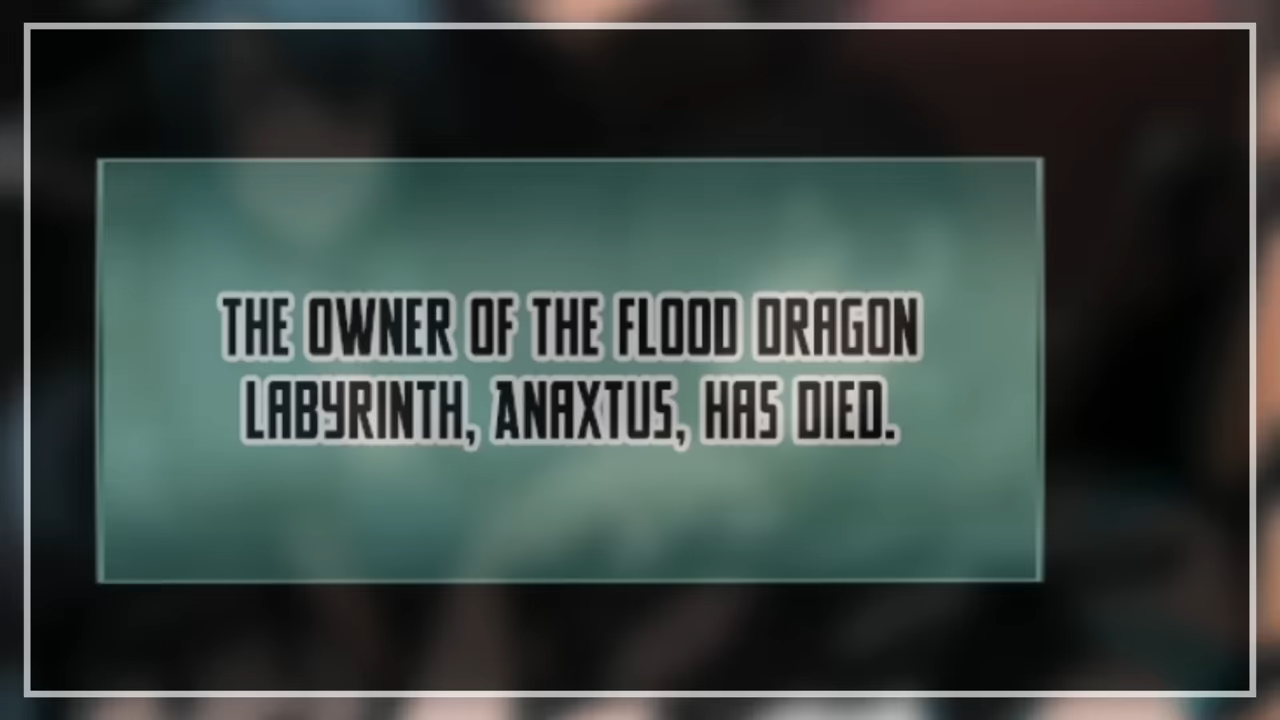 THE OWNER OF THE FLOOD DRAGON
LABYRINTH, ANAXTUS, HAS DIED.